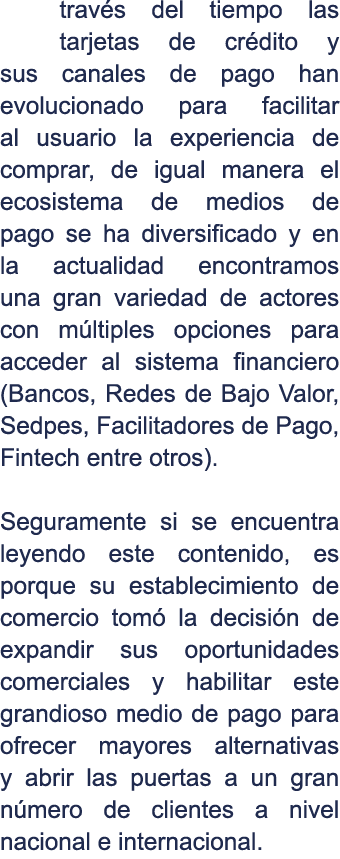 través del tiempo las
tarjetas de crédito y
sus canales de pago han
evolucionado para facilitar
al usuario la experiencia de
comprar, de igual manera el
ecosistema de medios de
pago se ha diversificado y en
la actualidad encontramos
una gran variedad de actores
con múltiples opciones para
acceder al sistema financiero
(Bancos, Redes de Bajo Valor,
Sedpes, Facilitadores de Pago,
Fintech entre otros).
Seguramente si se encuentra
leyendo este contenido, es
porque su establecimiento de
comercio tomó la decisión de
expandir sus oportunidades
comerciales y habilitar este
grandioso medio de pago para
ofrecer mayores alternativas
y abrir las puertas a un gran
número de clientes a nivel
nacional e internacional.